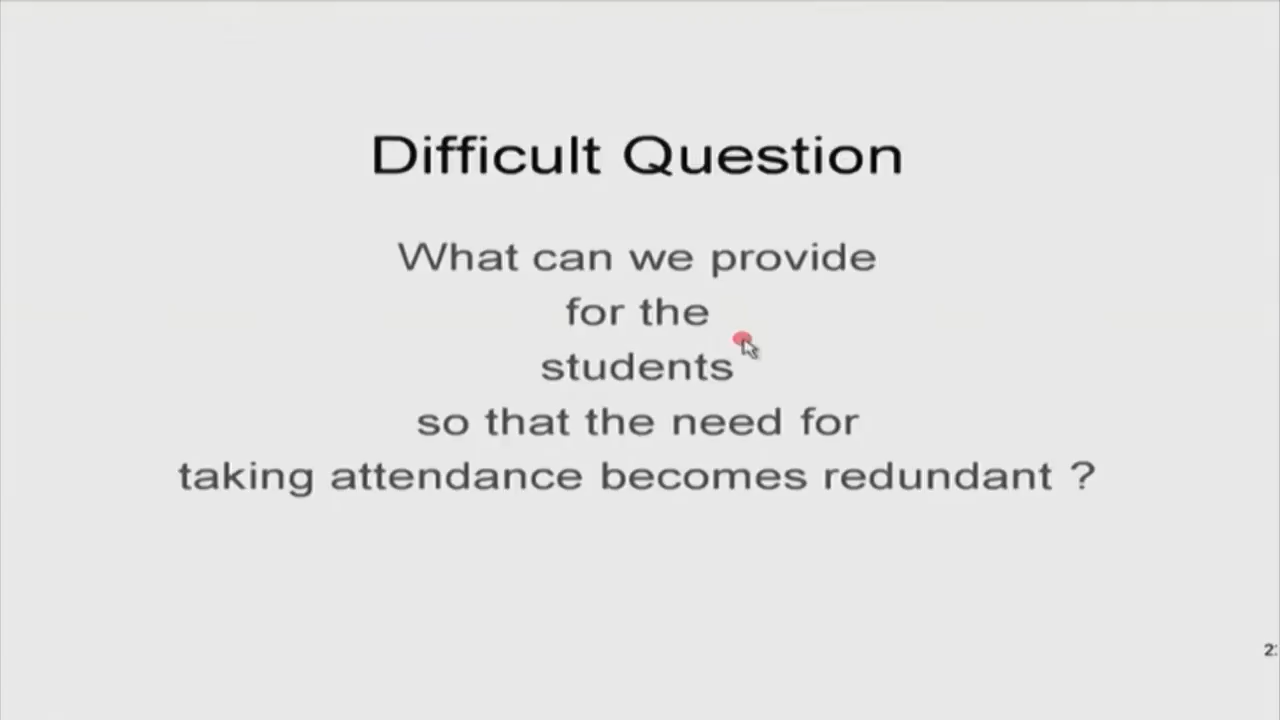 Difficult Question
What can we provide
for the
students
so that the need for
taking attendance becomes redundant ?